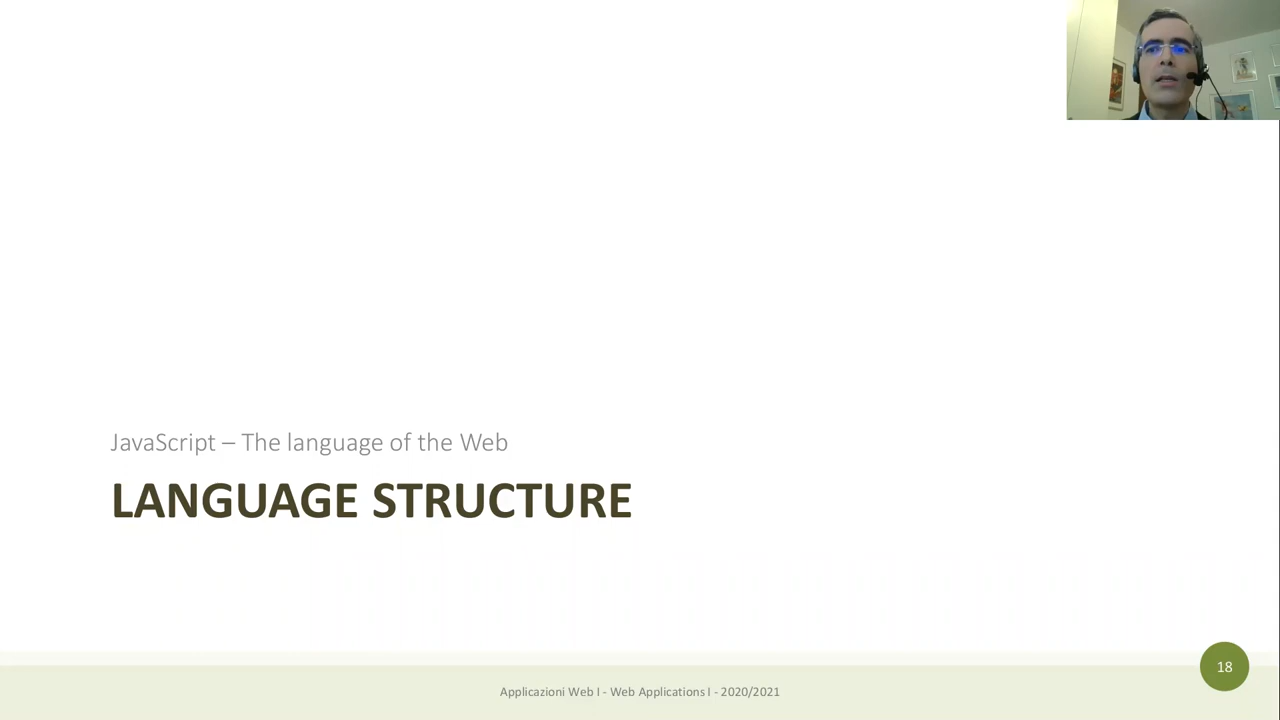 JavaScript – The language of the Web
LANGUAGE STRUCTURE
18
Applicazioni Web I - Web Applications I - 2020/2021